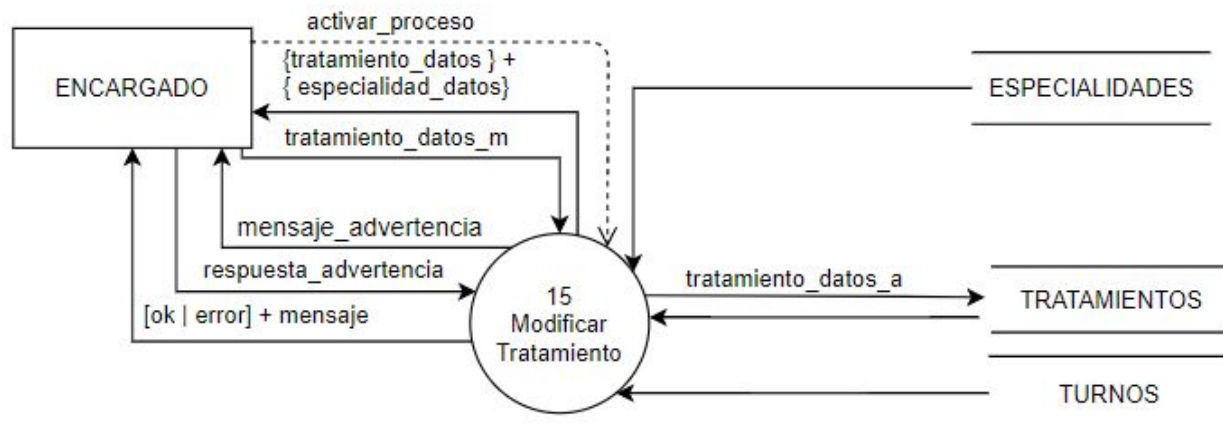 activar_proceso
{tratamiento_datos } +
{ especialidad_datos}
ENCARGADO
ESPECIALIDADES
tratamiento_datos_m
mensaje_advertencia
respuesta_advertencia
tratamiento_datos_a
[ok | error] + mensaje
15
Modificar
Tratamiento
TRATAMIENTOS
TURNOS